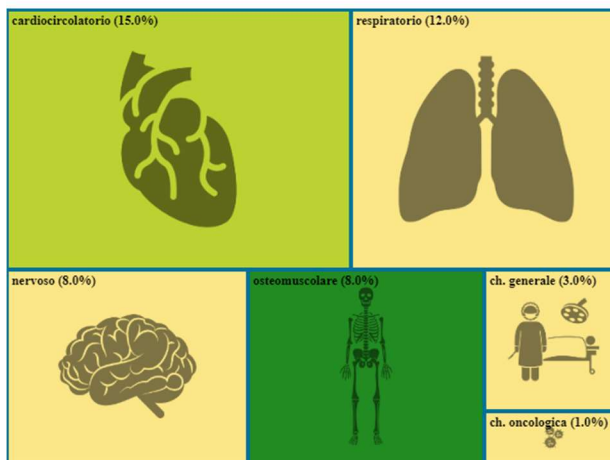 cardiocircolatorio (15.0%)
respiratorio (12.0%)
nervoso (8.0%)
osteomuscolare (8.0%)
ch. generale (3.0%)
ch. oncologica (1.0%)